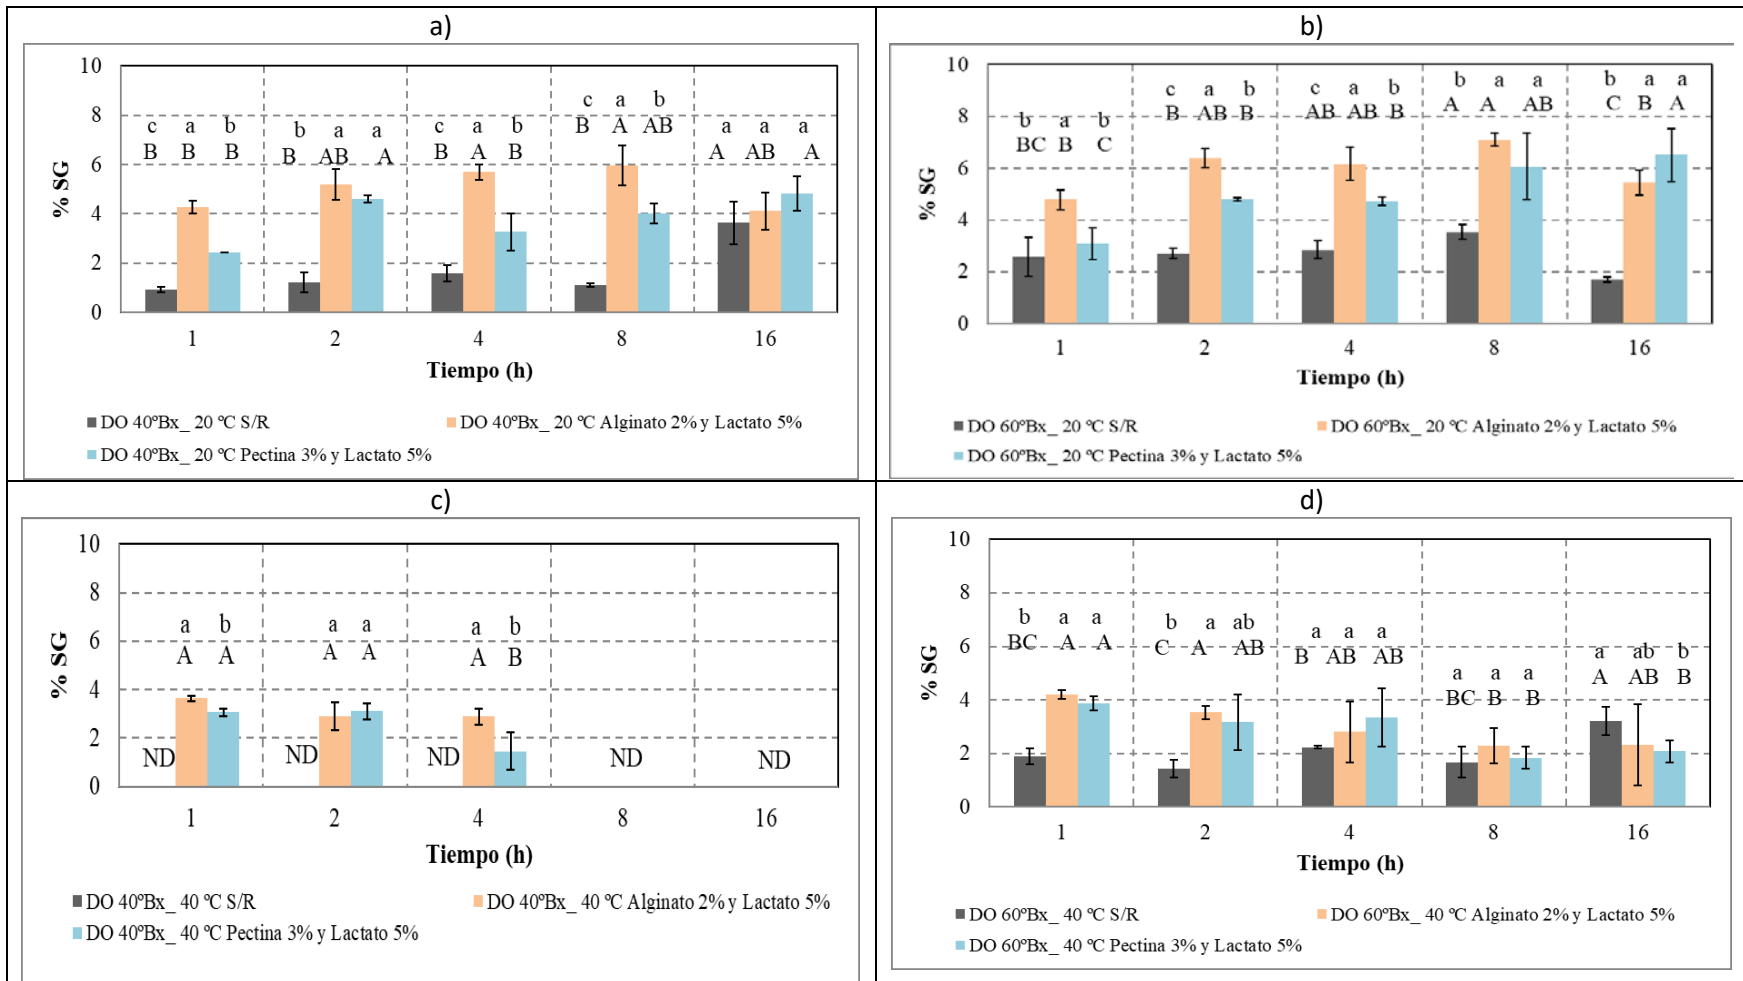 a)
10
8
6
4
2
0
% SG
c a b
B B B
b a a
B AB A
c a b
B A B
c a b
B A AB
a a a
A AB A
1 2 4 8 16
Tiempo (h)
DO 40ºBx_ 20 ºC S/R
DO 40ºBx_ 20 ºC Alginato 2% y Lactato 5%
DO 40ºBx_ 20 ºC Pectina 3% y Lactato 5%
b)
10
8
6
4
2
0
% SG
b a b
BC B C
c a b
B AB B
c a b
AB AB B
b a a
A A AB
b a a
C B A
1 2 4 8 16
Tiempo (h)
DO 60ºBx_ 20 ºC S/R
DO 60ºBx_ 20 ºC Alginato 2% y Lactato 5%
DO 60ºBx_ 20 ºC Pectina 3% y Lactato 5%
c)
10
8
6
4
2
0
% SG
a b
A A
ND
a a
A A
ND
a b
A B
ND
ND
ND
1 2 4 8 16
Tiempo (h)
DO 40ºBx_ 40 ºC S/R
DO 40ºBx_ 40 ºC Alginato 2% y Lactato 5%
DO 40ºBx_ 40 ºC Pectina 3% y Lactato 5%
d)
10
8
6
4
2
0
% SG
b a a
BC A A
b a ab
C A AB
a a a
B AB AB
a a a
BC B B
a ab b
A AB B
1 2 4 8 16
Tiempo (h)
DO 60ºBx_ 40 ºC S/R
DO 60ºBx_ 40 ºC Alginato 2% y Lactato 5%
DO 60ºBx_ 40 ºC Pectina 3% y Lactato 5%